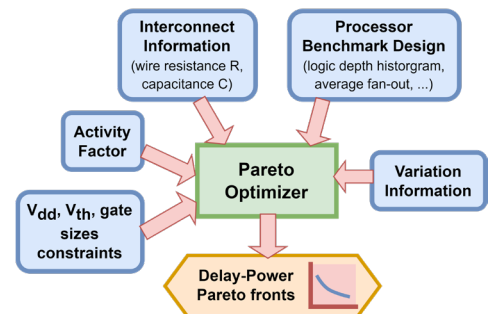 Interconnect
Information
(wire resistance R,
capacitance C)
Processor
Benchmark Design
(logic depth historgram,
average fan-out, ...)
Activity
Factor
Pareto
Optimizer
Variation
Information
Vdd, Vth, gate
sizes
constraints
Delay-Power
Pareto fronts